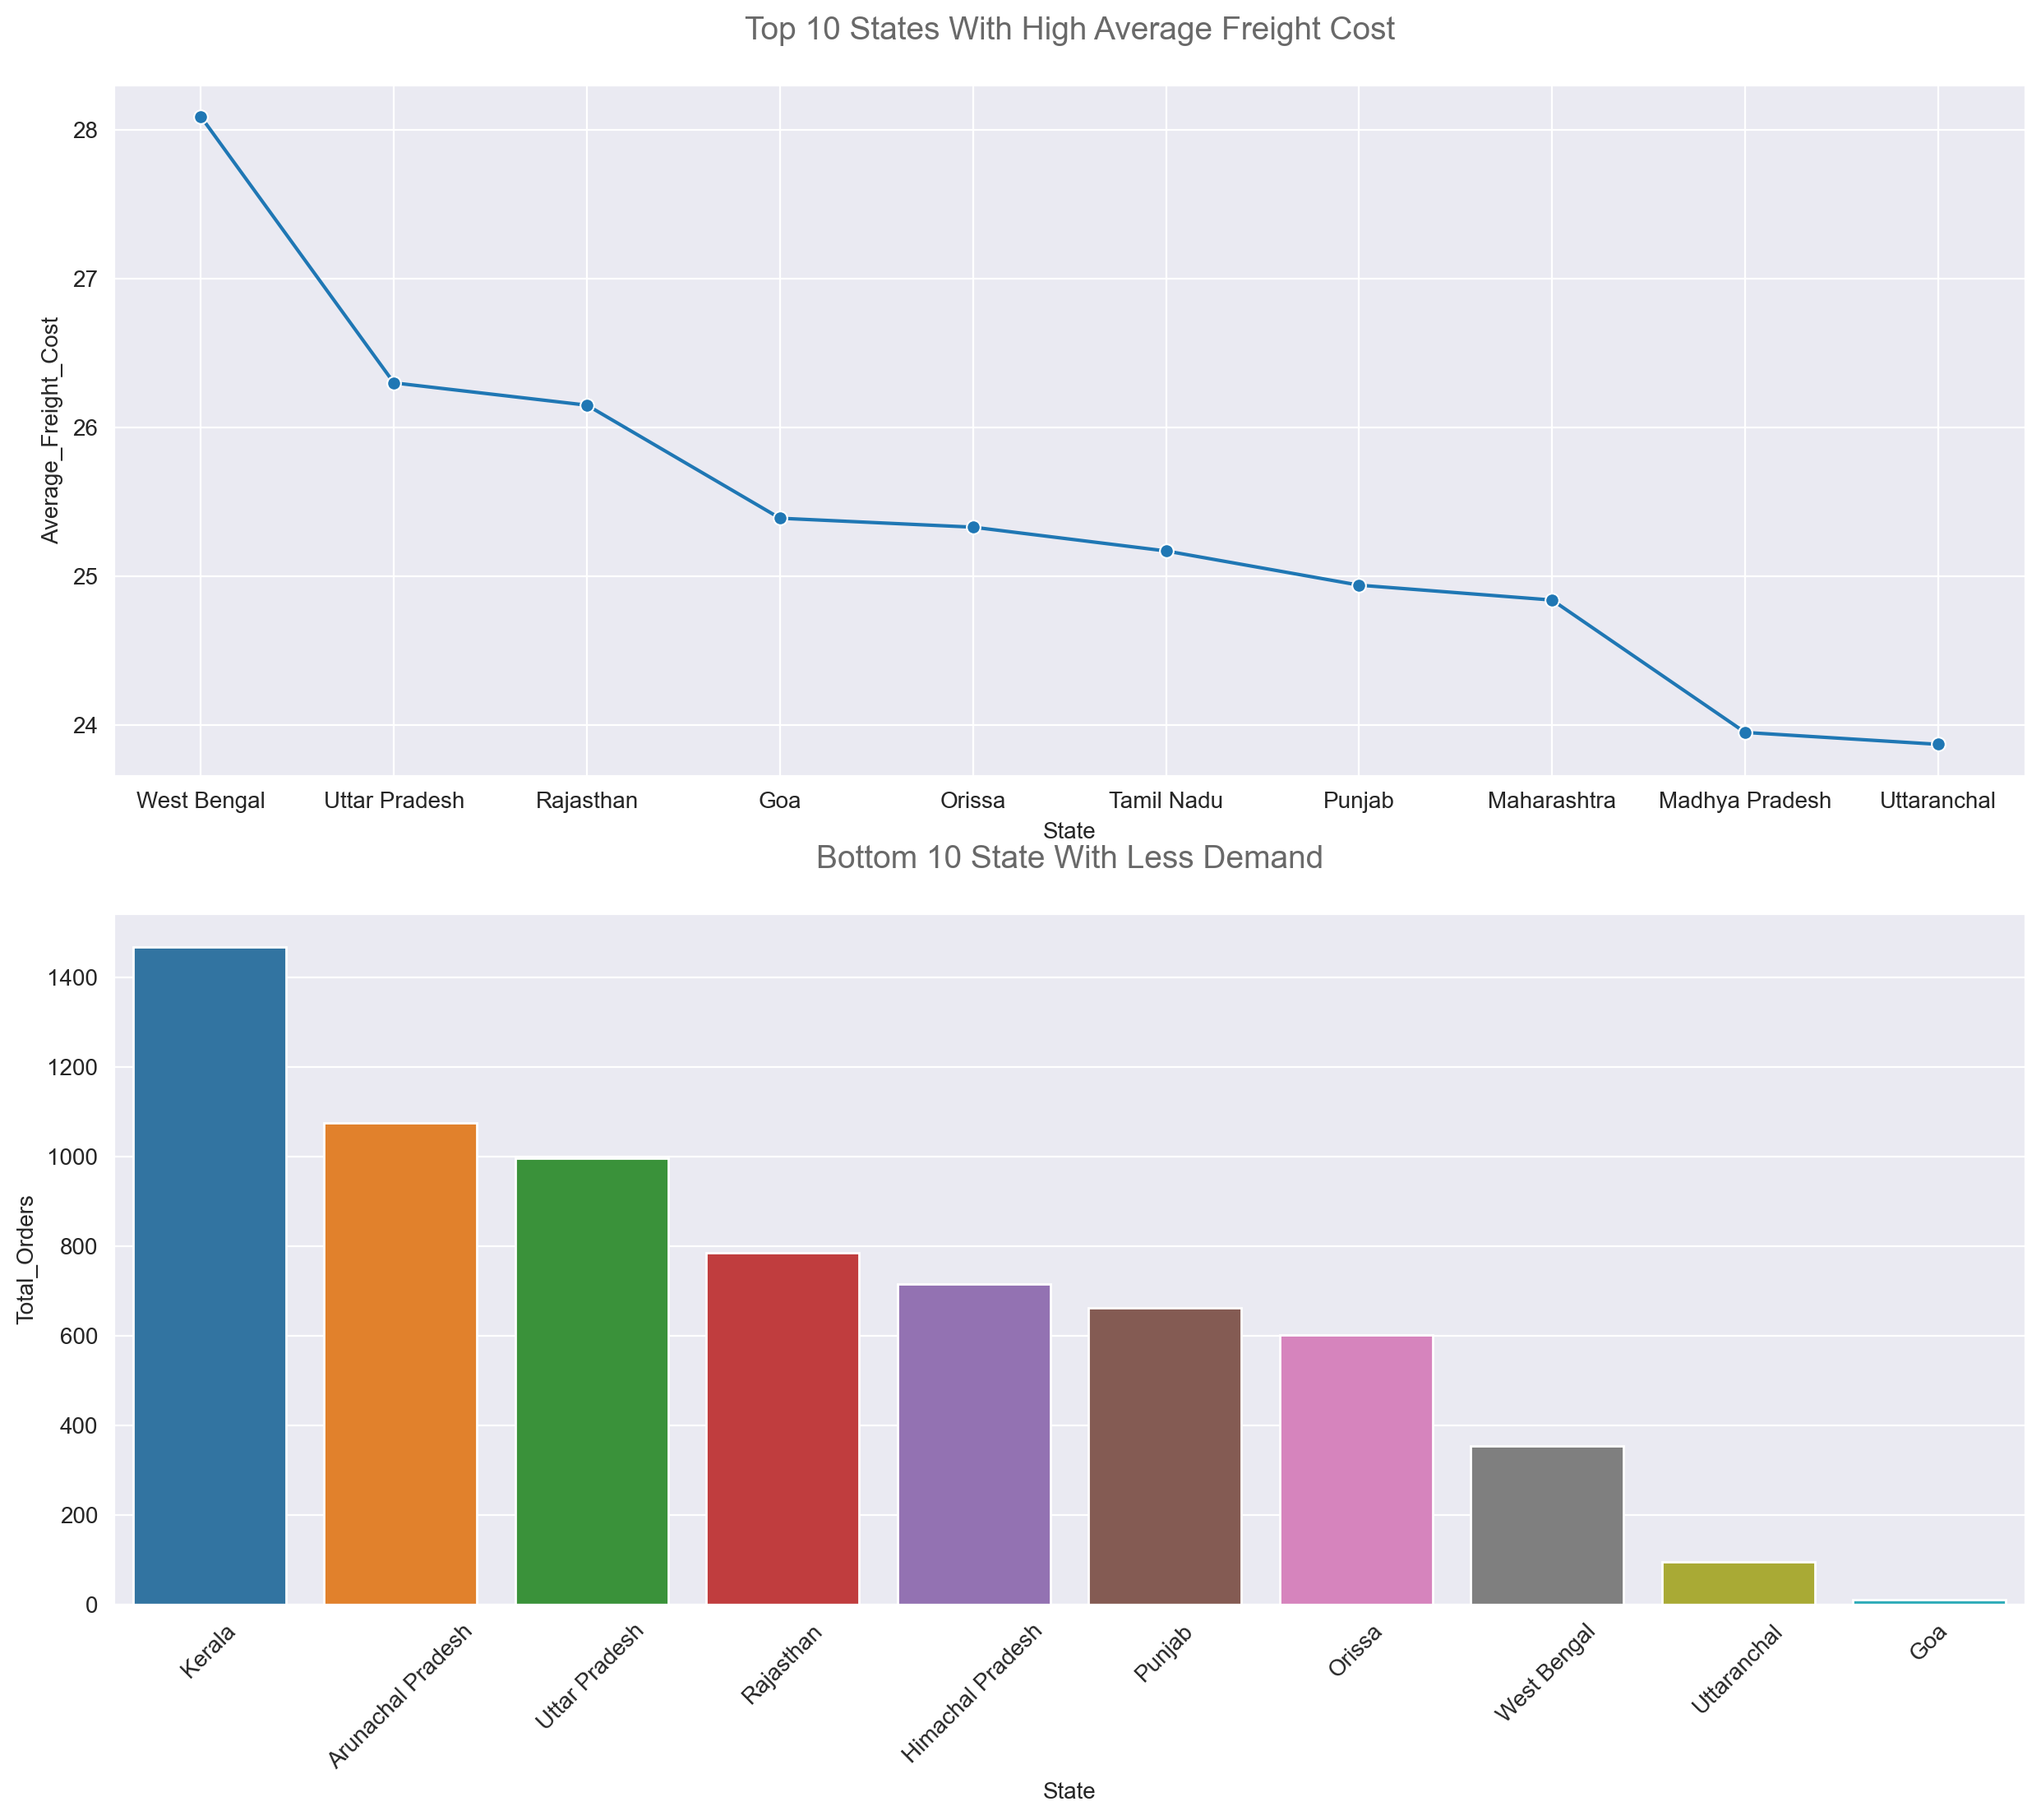 Top 10 States With High Average Freight Cost
Average_Freight_Cost
28
27
26
25
24
West Bengal Uttar Pradesh Rajasthan Goa Orissa Tamil Nadu Punjab Maharashtra Madhya Pradesh Uttaranchal
State
Bottom 10 State With Less Demand
Total_Orders
1400
1200
1000
800
600
400
200
0
Kerala Arunachal Pradesh Uttar Pradesh Rajasthan Himachal Pradesh Punjab Orissa West Bengal Uttaranchal Goa
State